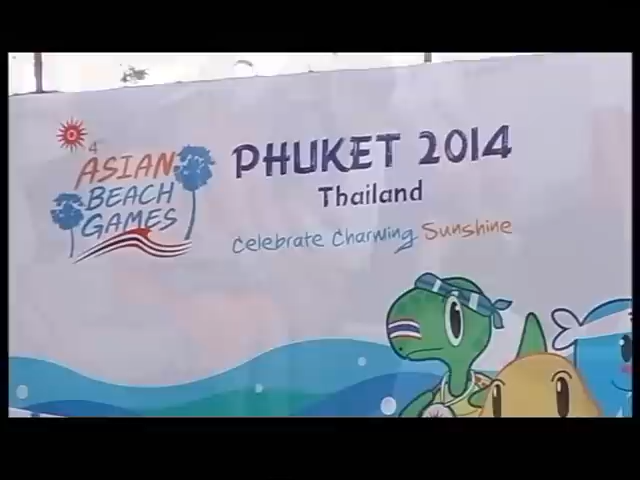 4
ASIAN
BEACH
GAMES
PHUKET 2014
Thailand
Celebrate Charming Sunshine